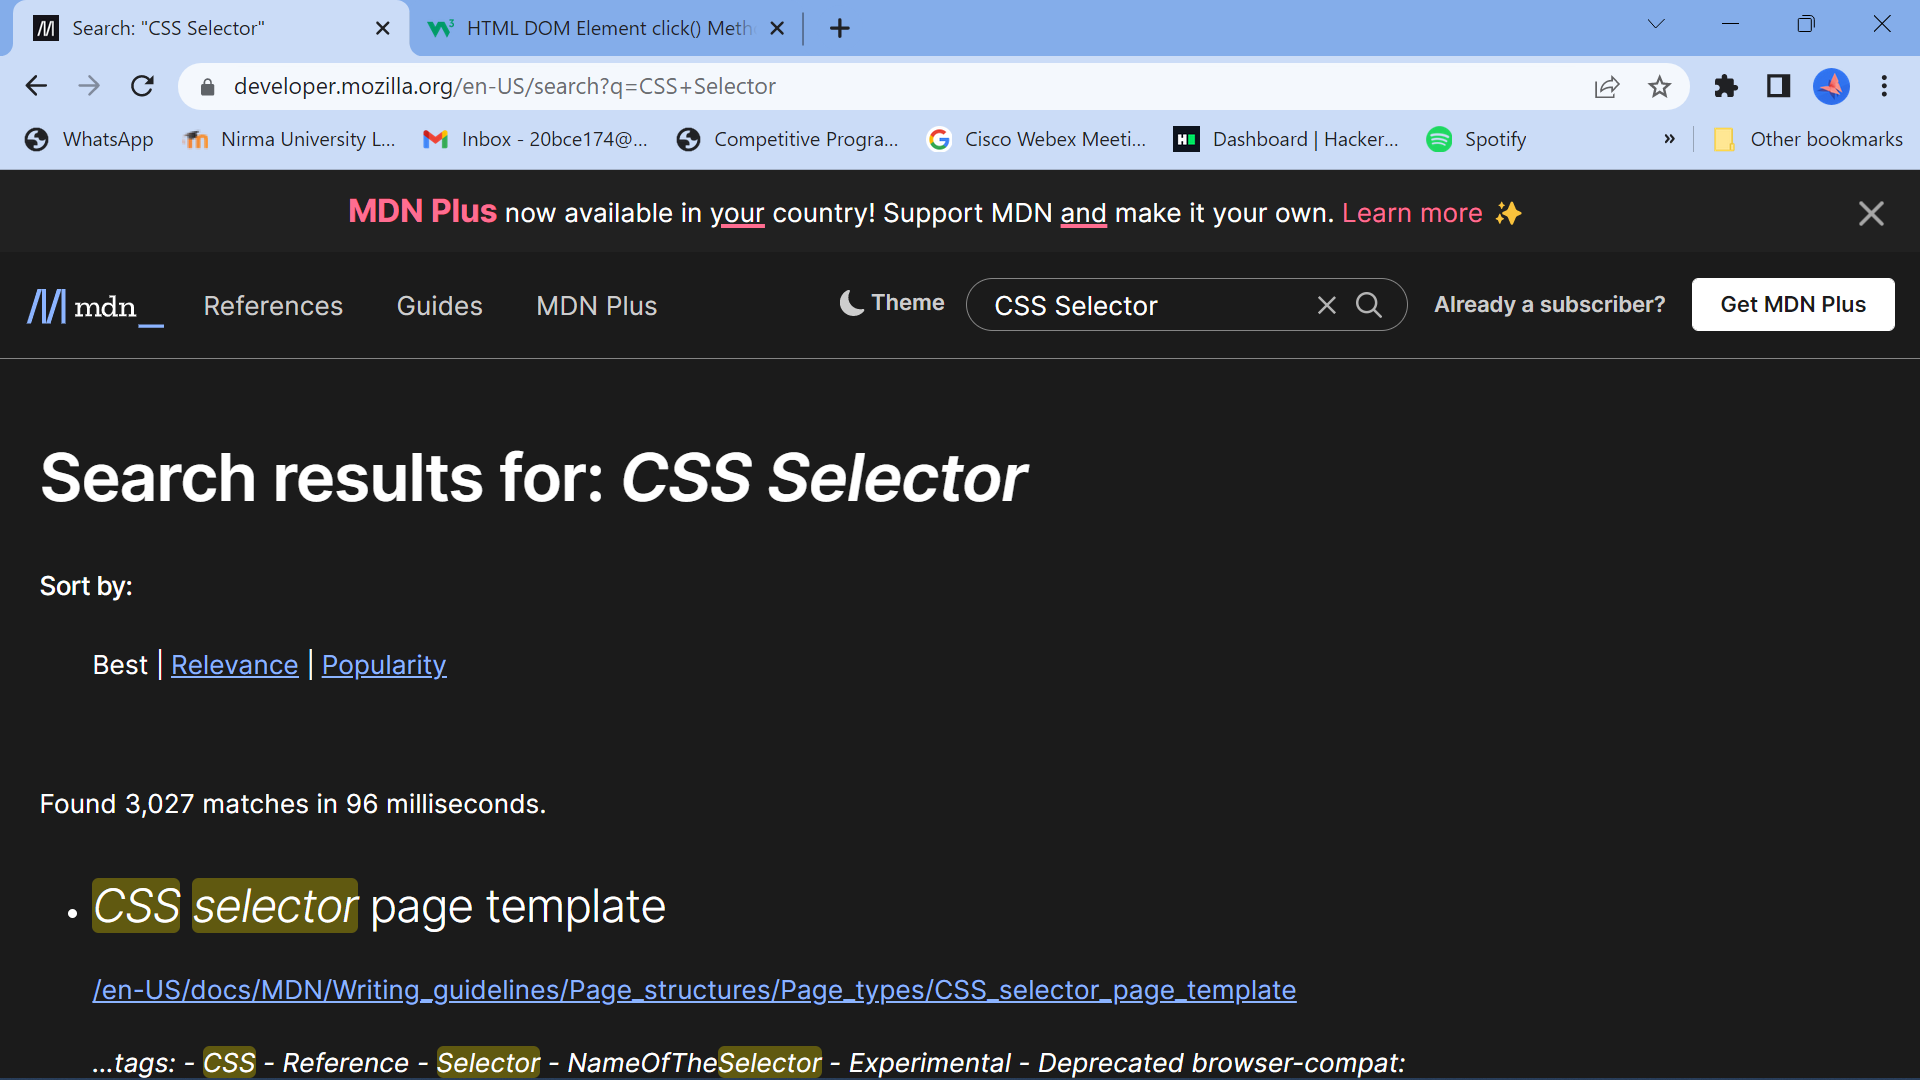 Search: "CSS Selector"
HTML DOM Element click() Meth
developer.mozilla.org/en-US/search?q=CSS+Selector
WhatsApp
Nirma University L...
Inbox - 20bce174@...
Competitive Progra...
Cisco Webex Meeti...
Dashboard | Hacker...
Spotify
»
Other bookmarks
MDN Plus now available in your country! Support MDN and make it your own. Learn more ✨
mdn_
References
Guides
MDN Plus
Theme
CSS Selector
Already a subscriber?
Get MDN Plus
Search results for: CSS Selector
Sort by:
Best | Relevance | Popularity
Found 3,027 matches in 96 milliseconds.
• CSS selector page template
/en-US/docs/MDN/Writing_guidelines/Page_structures/Page_types/CSS_selector_page_template
...tags: - CSS - Reference - Selector - NameOfTheSelector - Experimental - Deprecated browser-compat: